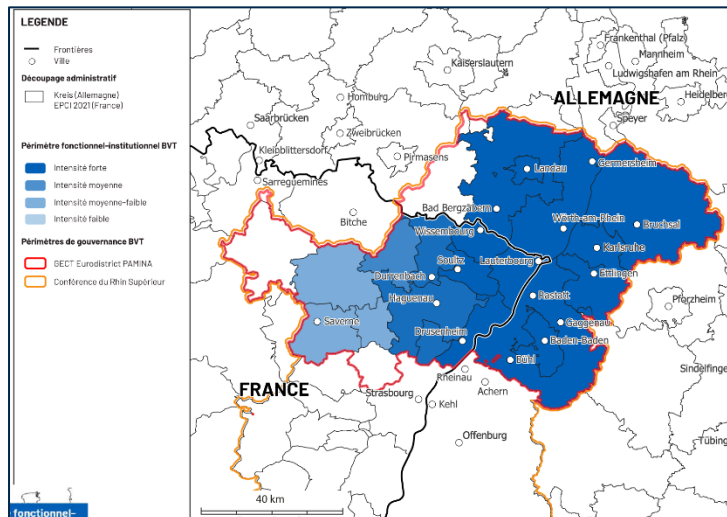 LEGENDE
Frontières
Ville
Découpage administratif
Kreis (Allemagne)
EPCI 2021 (France)
Périmètre fonctionnel-institutionnel BVT
Intensité forte
Intensité moyenne
Intensité moyenne-faible
Intensité faible
Périmètres de gouvernance BVT
GECT Eurodistrict PAMINA
Conférence du Rhin Supérieur
fonctionnel-
Frankenthal (Pfalz)
Mannheim
Kaiserslautern
Ludwigshafen am Rhein
Heidelber
ALLEMAGNE
Homburg
Speyer
Saarbrücken
Zweibrücken
Kleinblittersdorf
Pirmasens
Landau
Germersheim
Sarreguemines
Bitche
Bad Bergzabern
Wissembourg
Wörth-am-Rhein
Bruchsal
Karlsruhe
Soultz
Lauterbourg
Durrenbach
Ettlingen
Haguenau
Rastatt
Pforzheim
Saverne
Drusenheim
Gaggenau
Baden-Baden
Bühl
Rheinau
Sindelfinge
FRANCE
Strasbourg
Achern
Kehl
Offenburg
Tübing
40 km